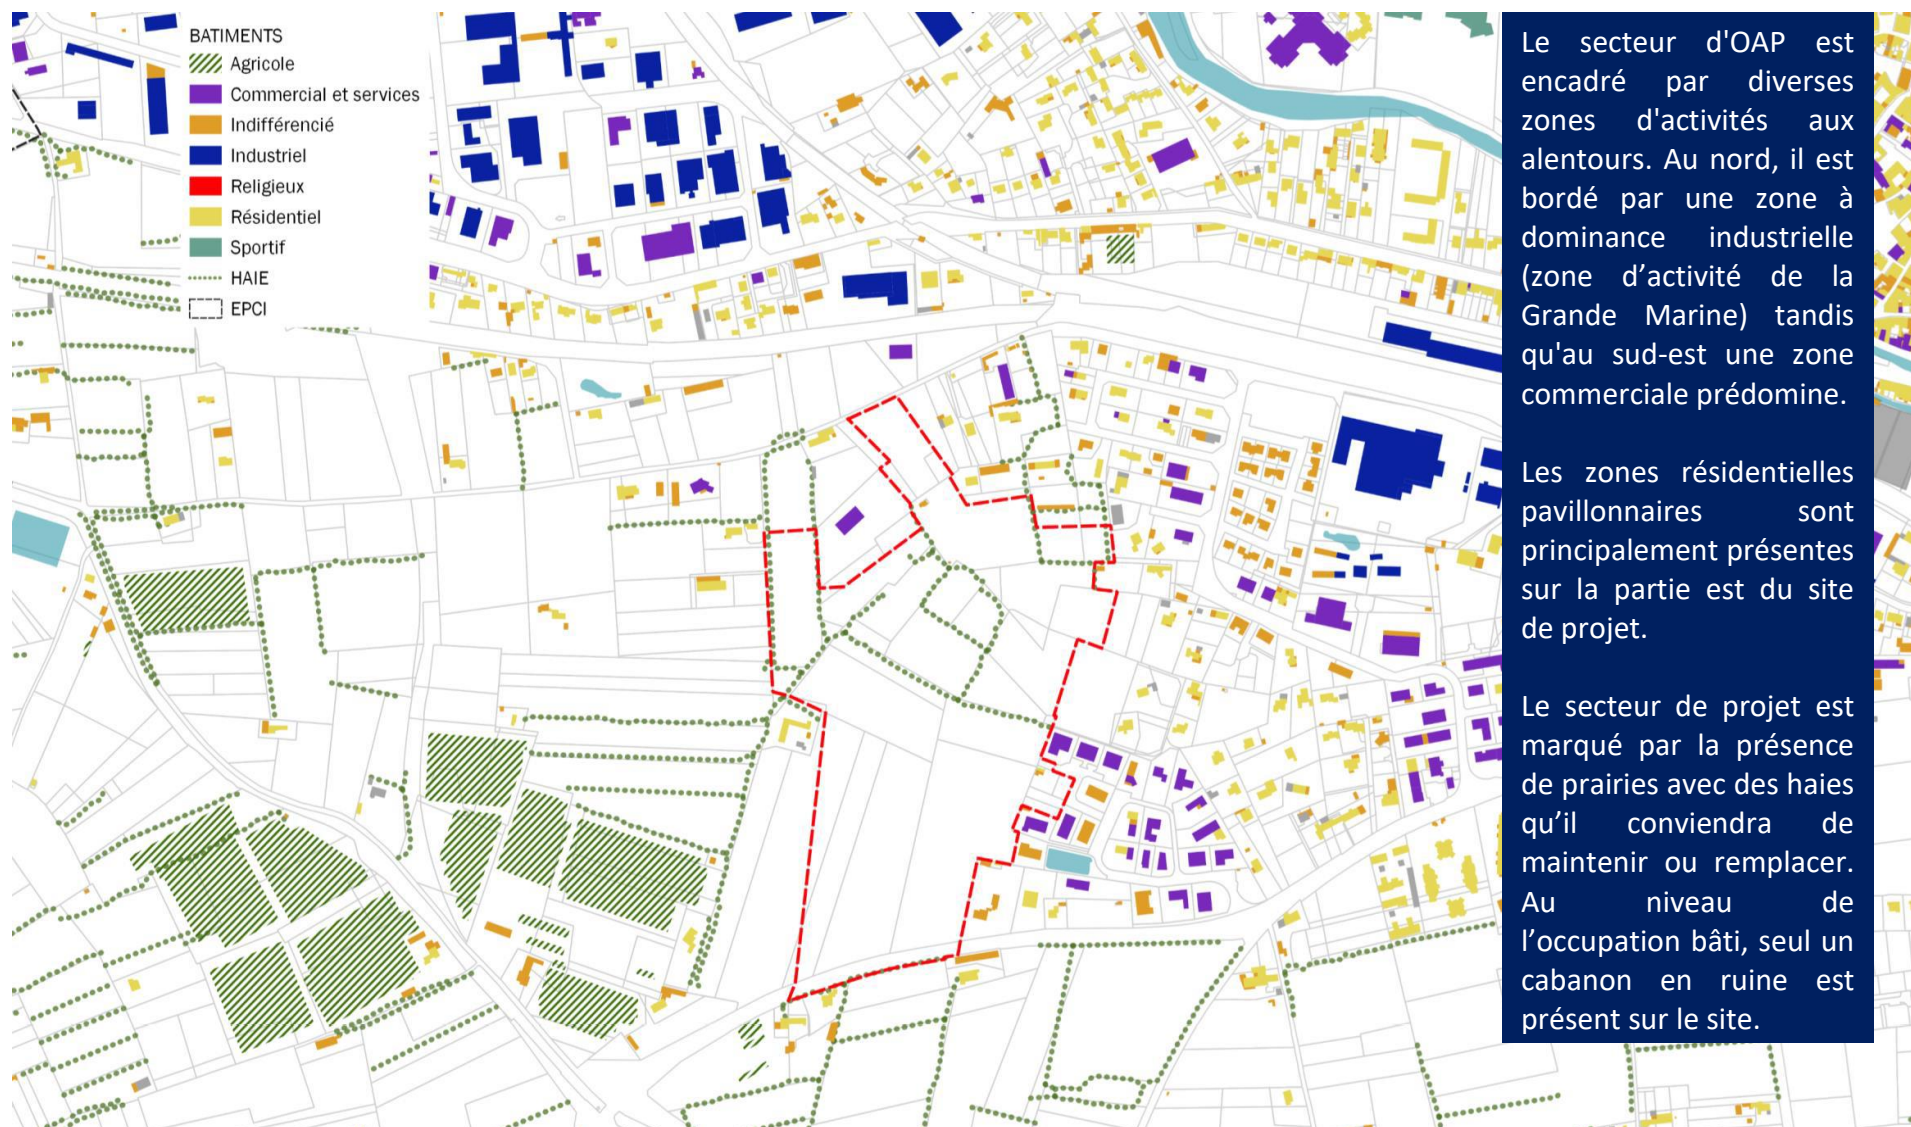 BATIMENTS
Agricole
Commercial et services
Indifférencié
Industriel
Religieux
Résidentiel
Sportif
HAIE
EPCI
Le secteur d'OAP est
encadré par diverses
zones d'activités aux
alentours. Au nord, il est
bordé par une zone à
dominance industrielle
(zone d’activité de la
Grande Marine) tandis
qu'au sud-est une zone
commerciale prédomine.
Les zones résidentielles
pavillonnaires sont
principalement présentes
sur la partie est du site
de projet.
Le secteur de projet est
marqué par la présence
de prairies avec des haies
qu’il conviendra de
maintenir ou remplacer.
Au niveau de
l’occupation bâti, seul un
cabanon en ruine est
présent sur le site.